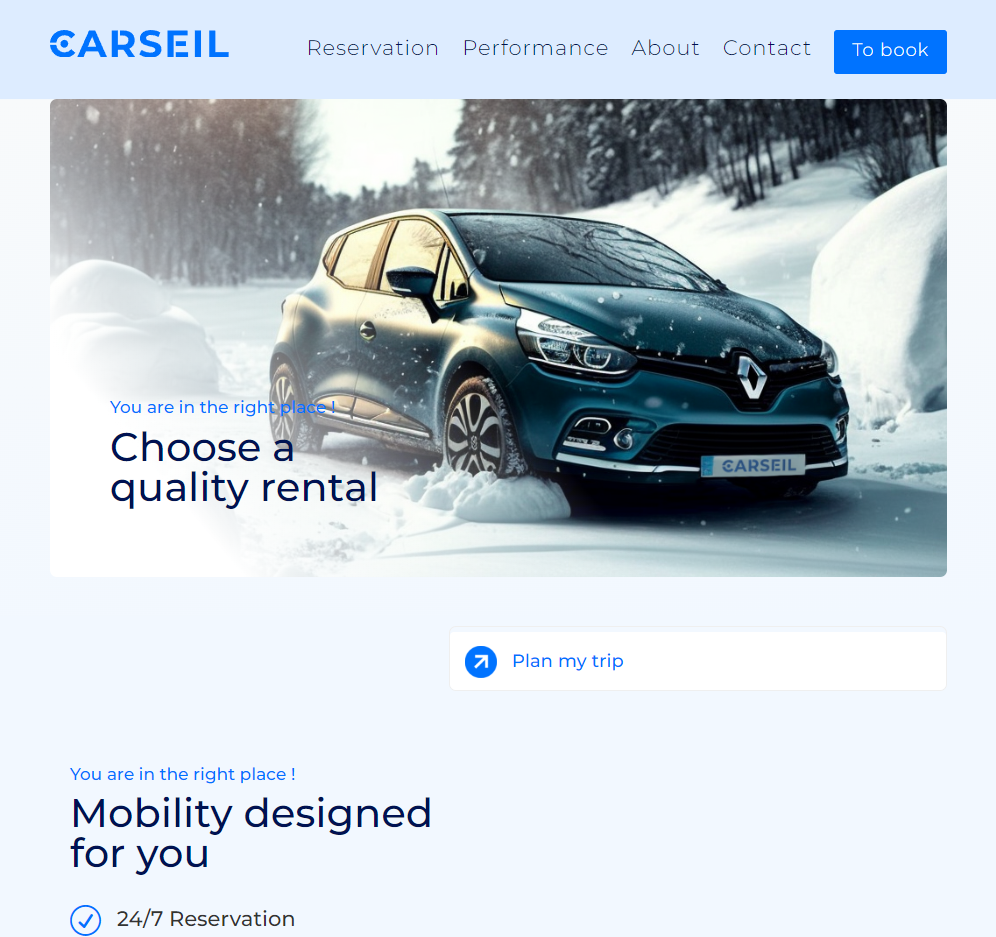 CARSEIL
Reservation
Performance
About
Contact
To book
You are in the right place !
Choose a
quality rental
CARSEIL
Plan my trip
You are in the right place !
Mobility designed
for you
24/7 Reservation